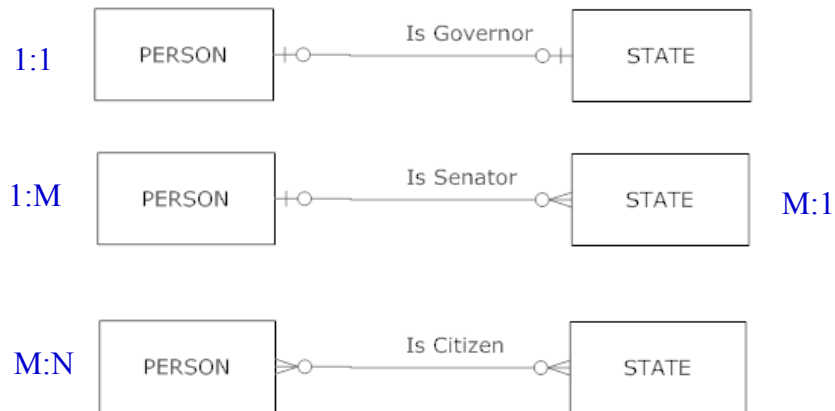 Is Governor
1:1 PERSON STATE
Is Senator
1:M PERSON STATE M:1
Is Citizen
M:N PERSON STATE